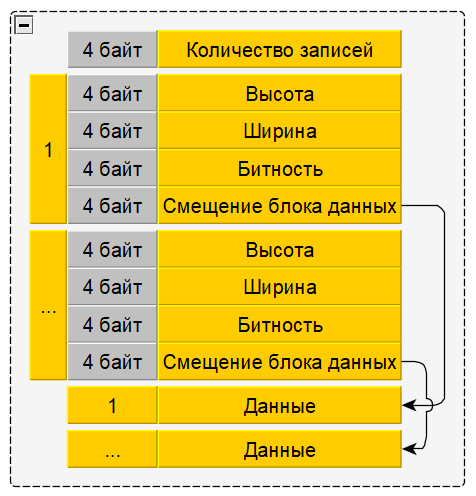 4 байт Количество записей
1
4 байт Высота
4 байт Ширина
4 байт Битность
4 байт Смещение блока данных
...
4 байт Высота
4 байт Ширина
4 байт Битность
4 байт Смещение блока данных
1 Данные
... Данные